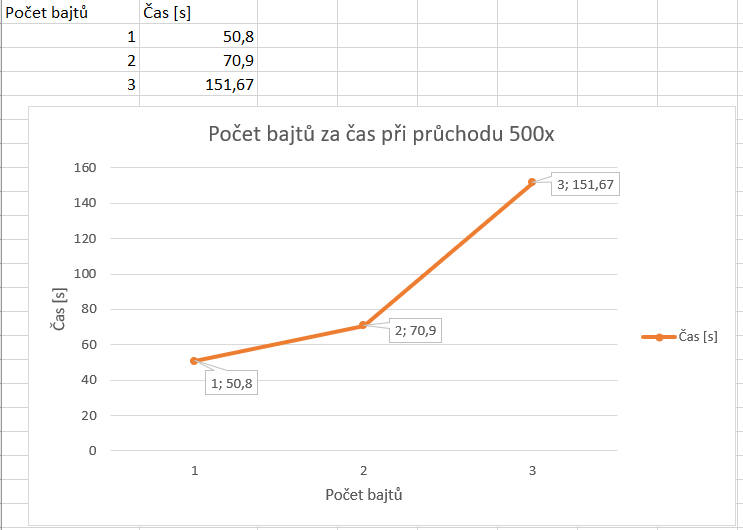 Počet bajtů Čas [s]
1 50,8
2 70,9
3 151,67
Počet bajtů za čas při průchodu 500x
160
140
120
100
80
60
40
20
0
Čas [s]
3; 151,67
2; 70,9
1; 50,8
Čas [s]
1 2 3
Počet bajtů